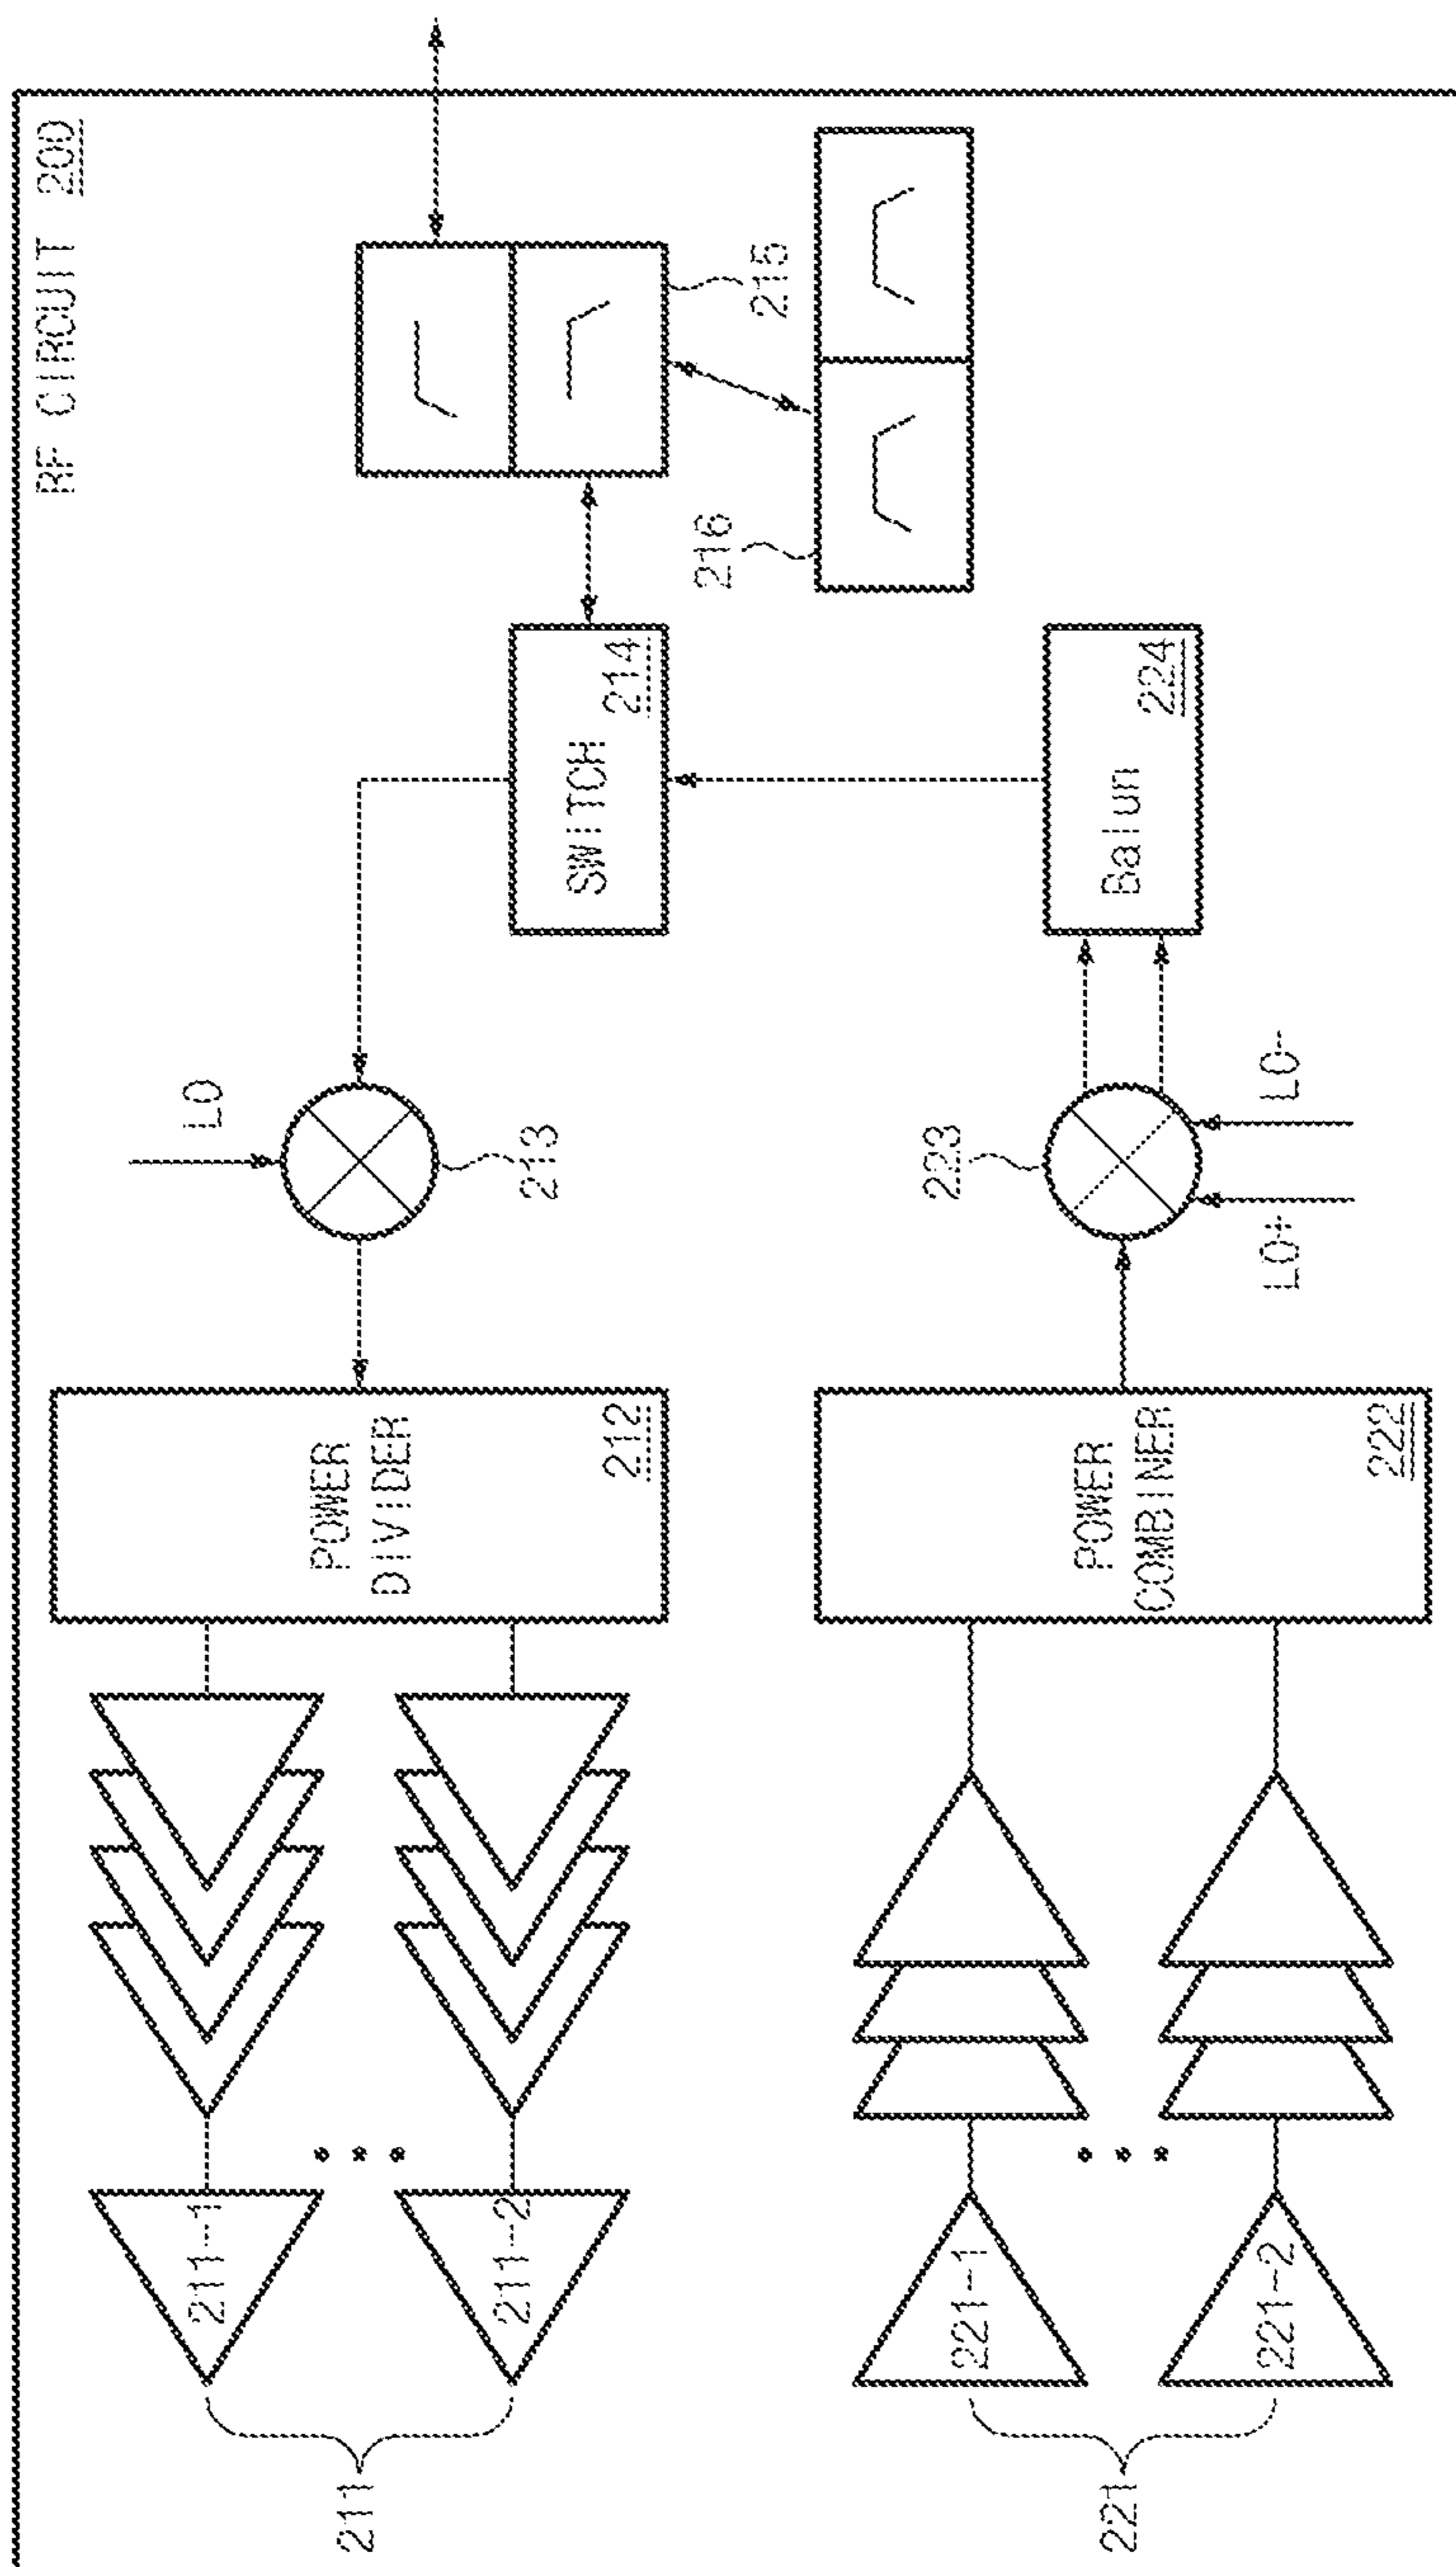 RF CIRCUIT 200
211
211-1
211-2
POWER
DIVIDER
212
LO
213
SWITCH
214
215
216
221
221-1
221-2
POWER
COMBINER
222
223
LO+
LO-
Balun
224